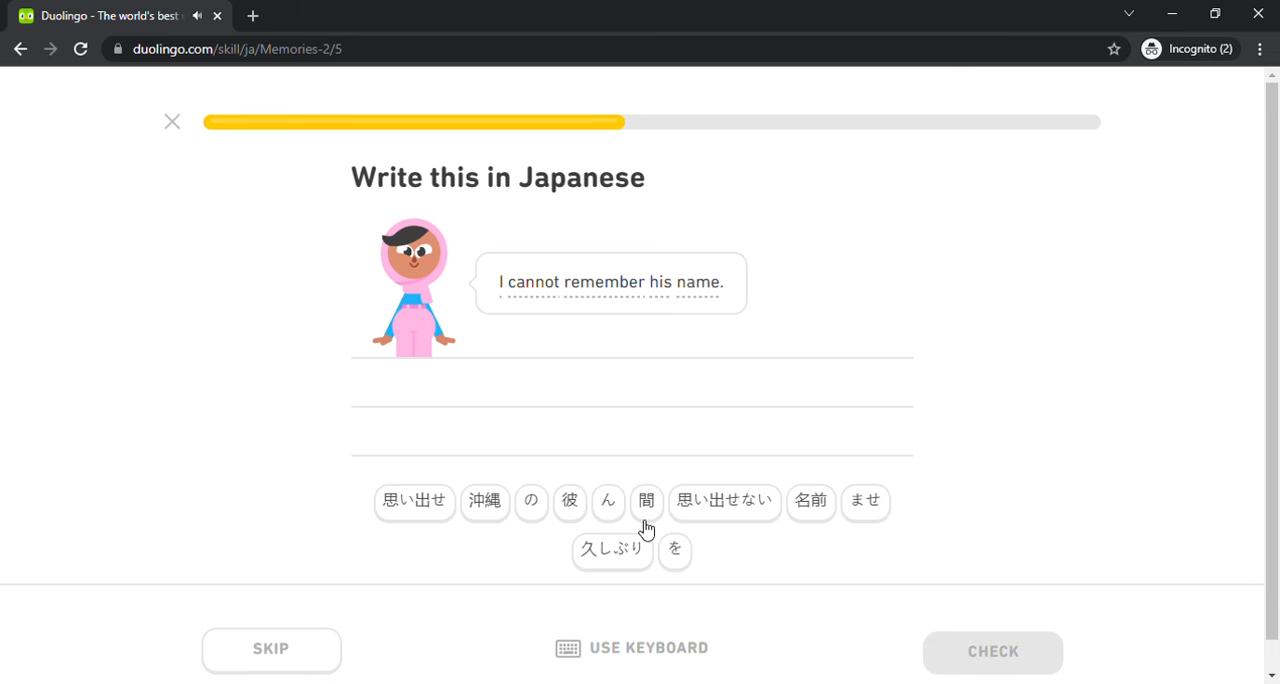 Duolingo - The world's best
duolingo.com/skill/ja/Memories-2/5
Incognito (2)
Write this in Japanese
I cannot remember his name.
思い出せ 沖縄 の 彼 ん 間 思い出せない 名前 ませ
久しぶり を
SKIP
USE KEYBOARD
CHECK